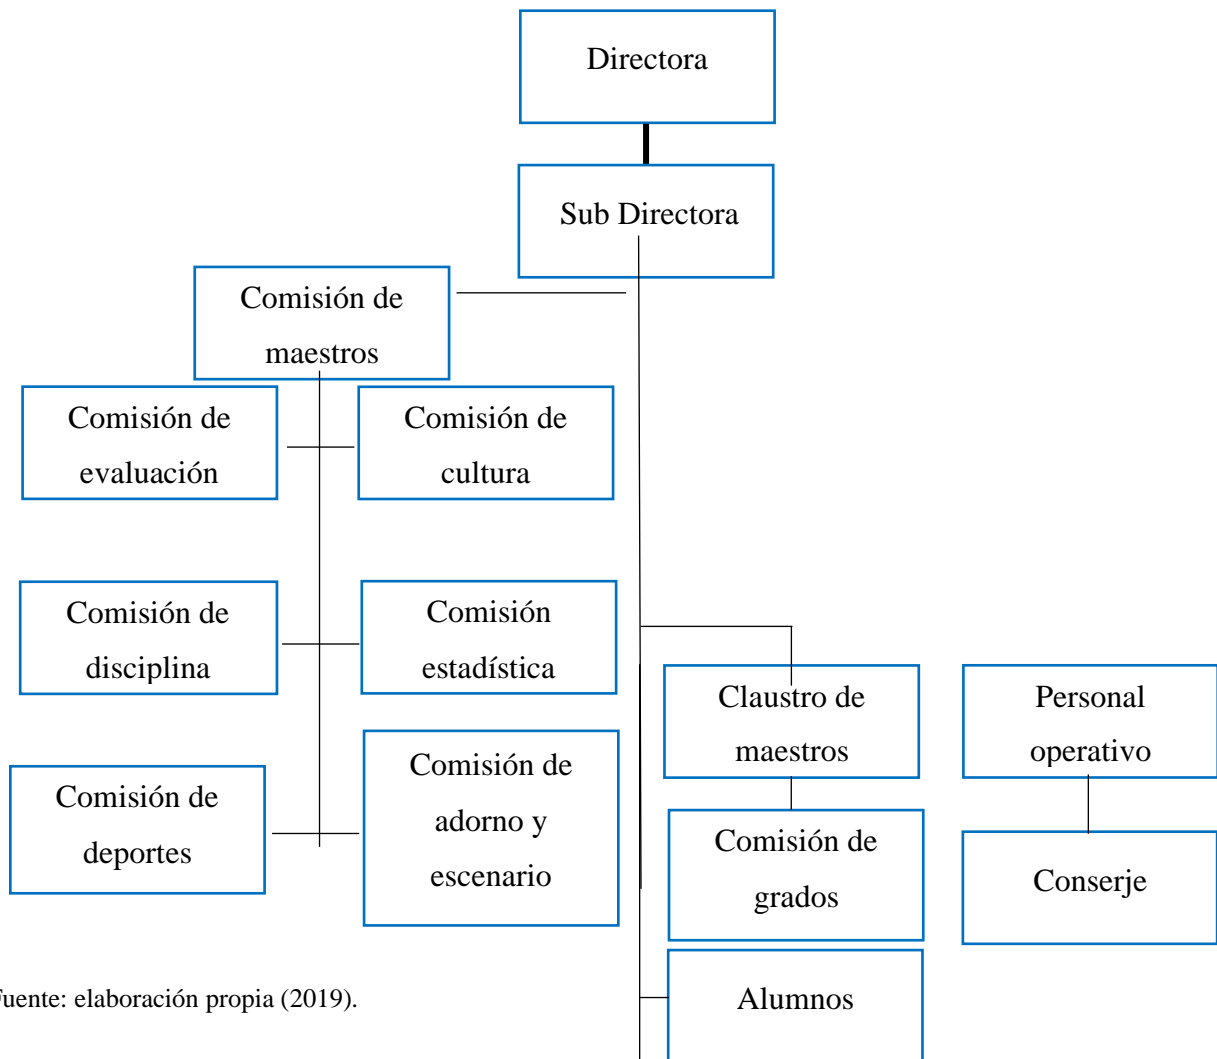 Directora
Sub Directora
Comisión de
maestros
Comisión de
evaluación
Comisión de
cultura
Comisión de
disciplina
Comisión
estadística
Comisión de
deportes
Comisión de
adorno y
escenario
Claustro de
maestros
Personal
operativo
Comisión de
grados
Conserje
Alumnos
Fuente: elaboración propia (2019).